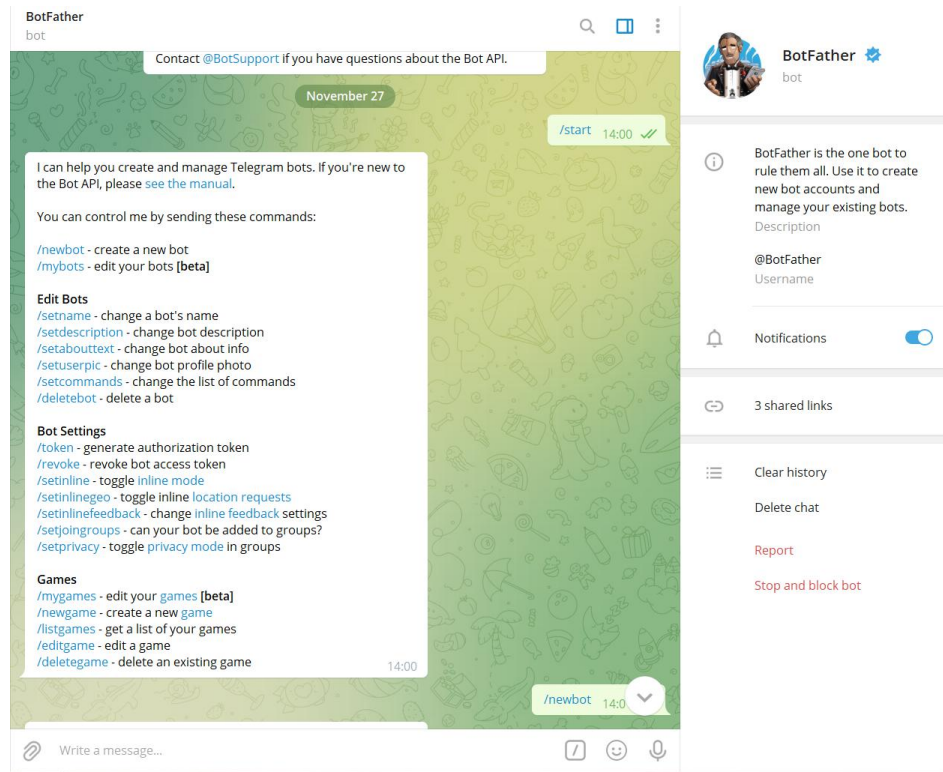 BotFather
bot
Contact @BotSupport if you have questions about the Bot API.
November 27
/start 14:00
I can help you create and manage Telegram bots. If you're new to
the Bot API, please see the manual.
You can control me by sending these commands:
/newbot - create a new bot
/mybots - edit your bots [beta]
Edit Bots
/setname - change a bot's name
/setdescription - change bot description
/setabouttext - change bot about info
/setuserpic - change bot profile photo
/setcommands - change the list of commands
/deletebot - delete a bot
Bot Settings
/token - generate authorization token
/revoke - revoke bot access token
/setinline - toggle inline mode
/setinlinegeo - toggle inline location requests
/setinlinefeedback - change inline feedback settings
/setjoingroups - can your bot be added to groups?
/setprivacy - toggle privacy mode in groups
Games
/mygames - edit your games [beta]
/newgame - create a new game
/listgames - get a list of your games
/editgame - edit a game
/deletegame - delete an existing game
14:00
/newbot 14:0
Write a message...
BotFather
bot
BotFather is the one bot to
rule them all. Use it to create
new bot accounts and
manage your existing bots.
Description
@BotFather
Username
Notifications
3 shared links
Clear history
Delete chat
Report
Stop and block bot